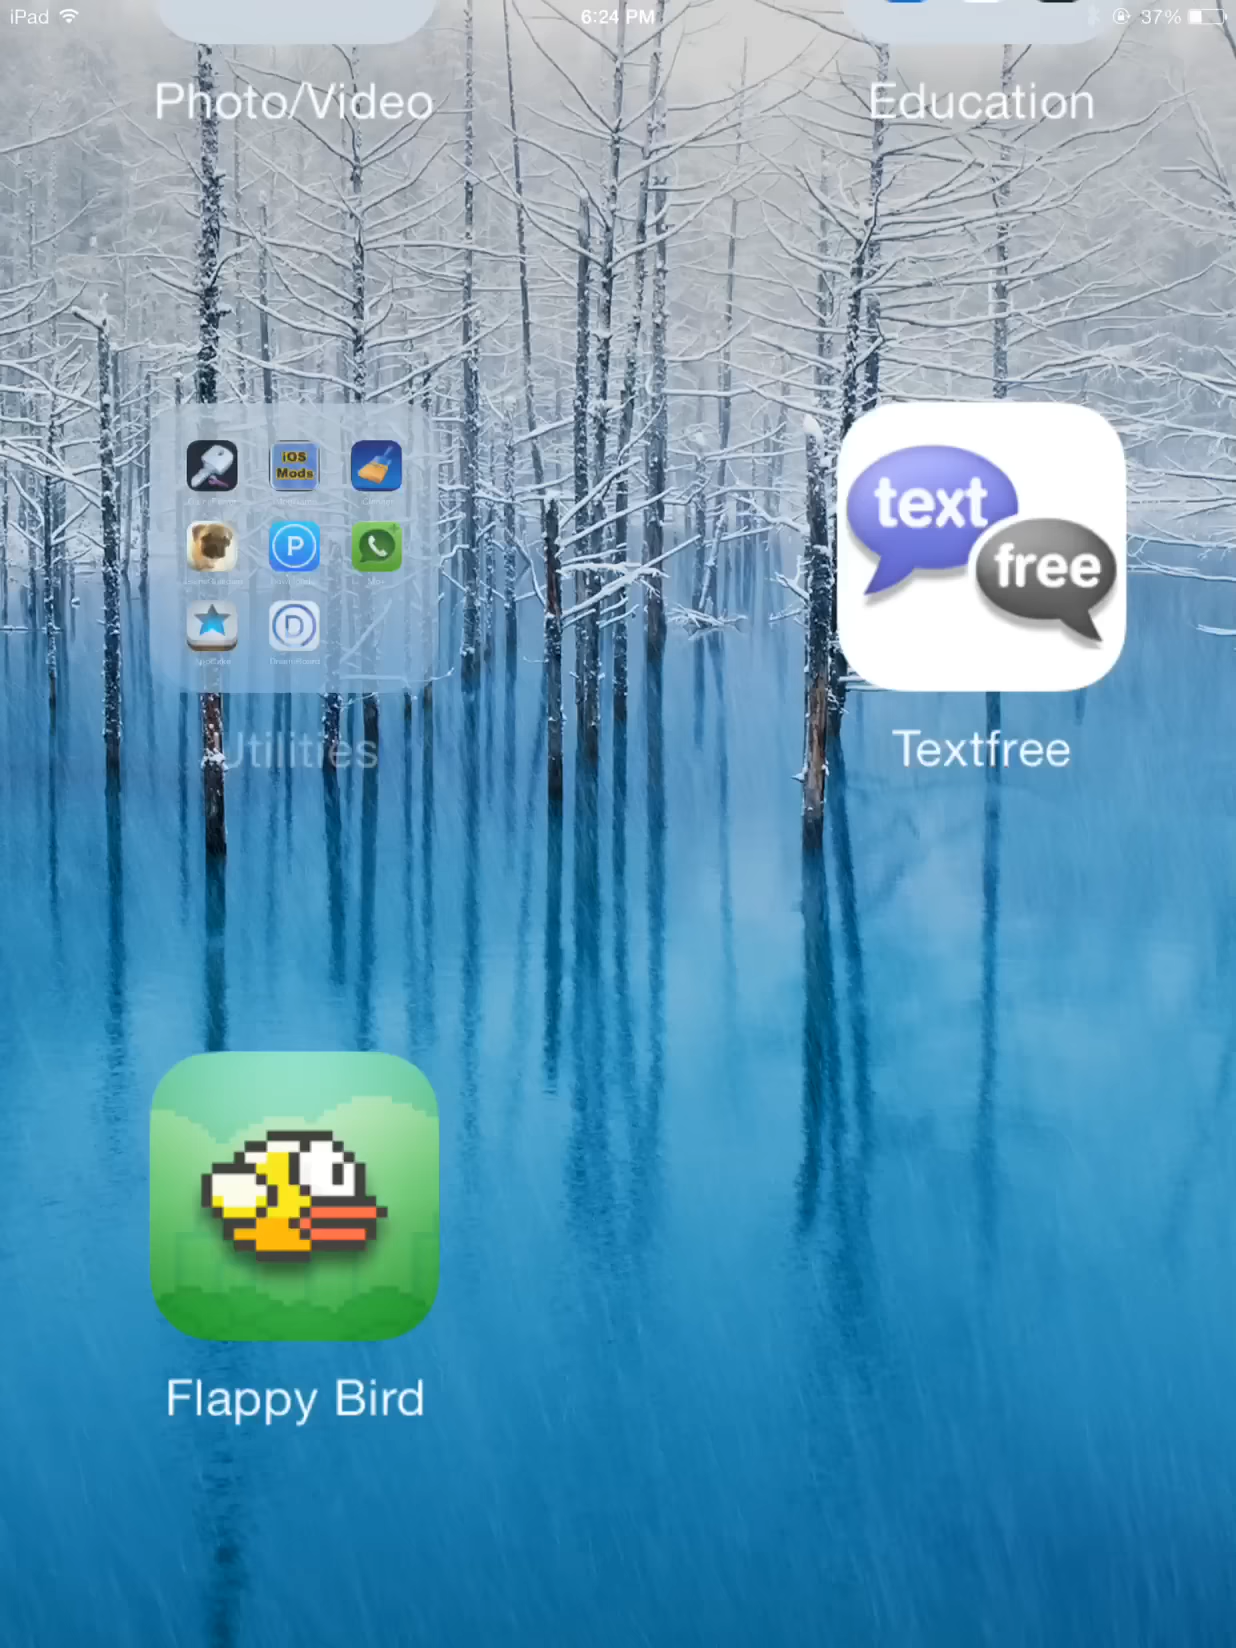 iPad 6:24 PM 37%
Photo/Video Education
iOS
Mods
P
D
text
free
Utilities Textfree
Flappy Bird